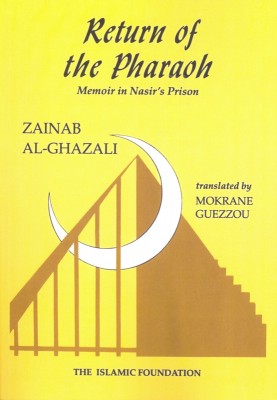 Return of
the Pharaoh
Memoir in Nasir's Prison
ZAINAB
AL-GHAZALI
translated by
MOKRANE
GUEZZOU
THE ISLAMIC FOUNDATION